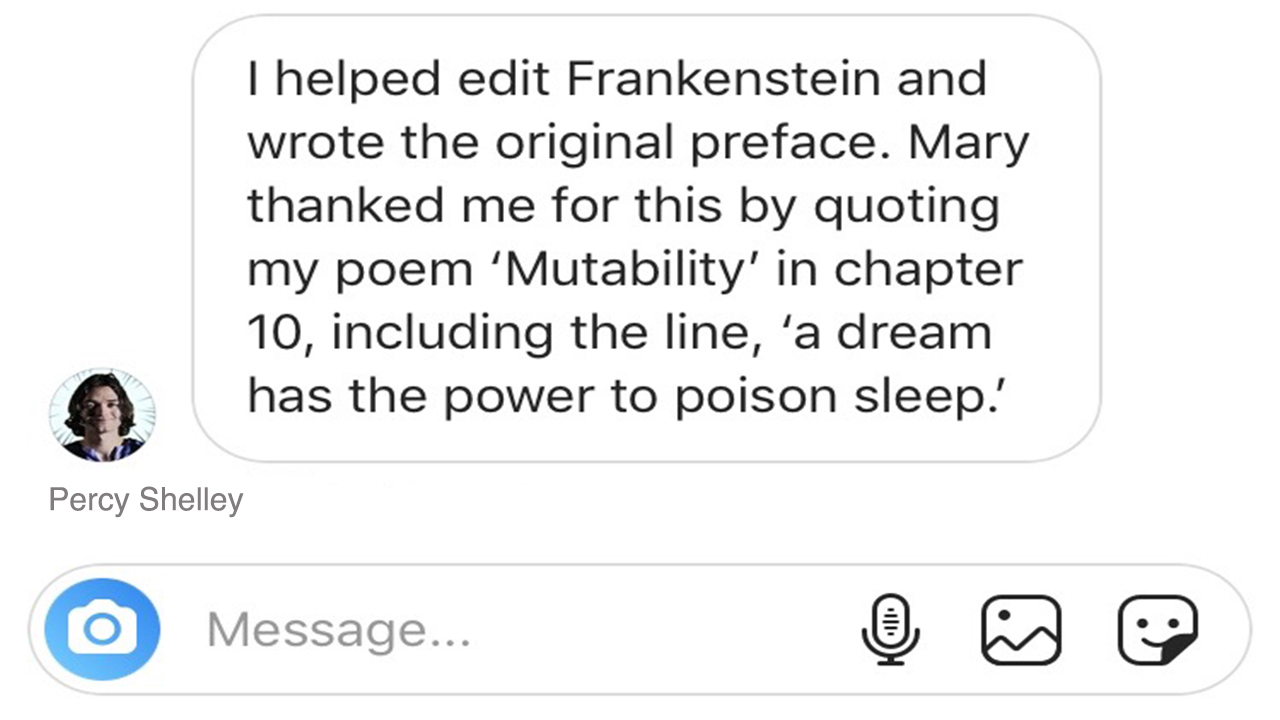 I helped edit Frankenstein and
wrote the original preface. Mary
thanked me for this by quoting
my poem ‘Mutability’ in chapter
10, including the line, ‘a dream
has the power to poison sleep.’
Percy Shelley
Message...